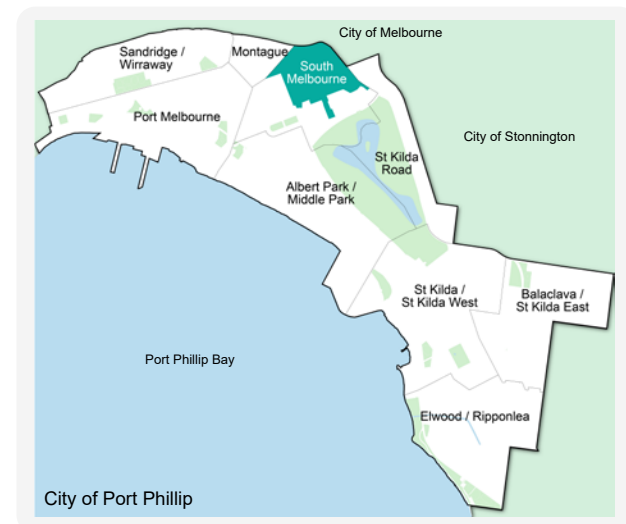 City of Melbourne
Sandridge /
Wirraway
Montague
South
Melbourne
Port Melbourne
City of Stonnington
St Kilda
Road
Albert Park /
Middle Park
St Kilda /
St Kilda West
Balaclava /
St Kilda East
Port Phillip Bay
Elwood / Ripponlea
City of Port Phillip